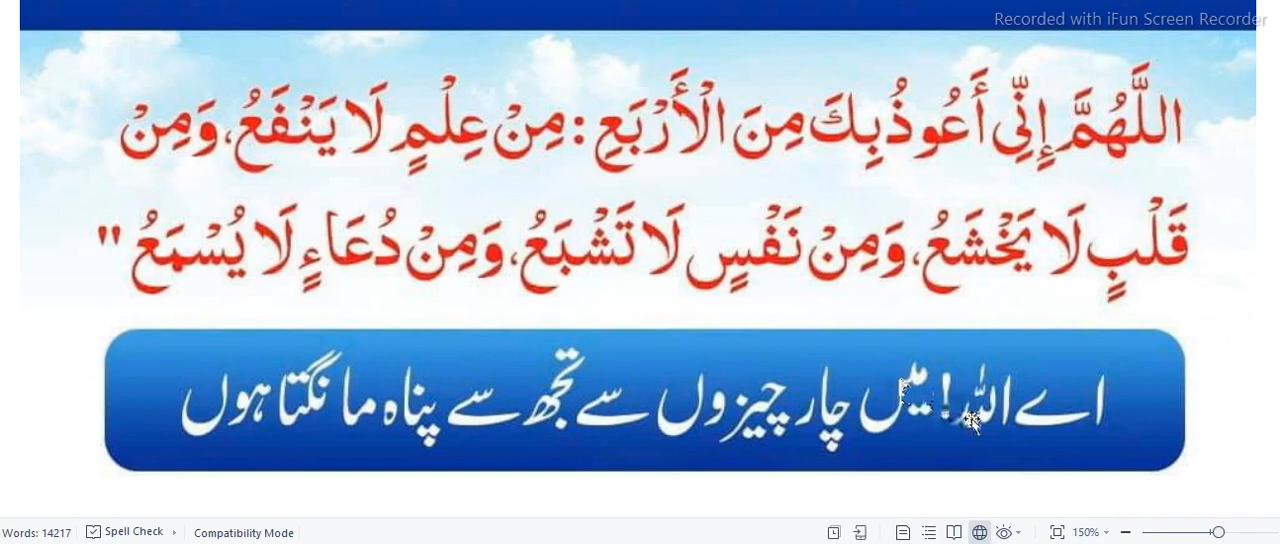 Recorded with iFun Screen Recorder
اللَّهُمَّ إِنِّي أَعُوذُ بِكَ مِنَ الْأَرْبَعِ: مِنْ عِلْمٍ لَا يَنْفَعُ، وَمِنْ
قَلْبٍ لَا يَخْشَعُ، وَمِنْ نَفْسٍ لَا تَشْبَعُ، وَمِنْ دُعَاءٍ لَا يُسْمَعُ "
اے اللہ! میں چار چیزوں سے تجھ سے پناہ مانگتا ہوں
Words: 14217 Spell Check Compatibility Mode 150%